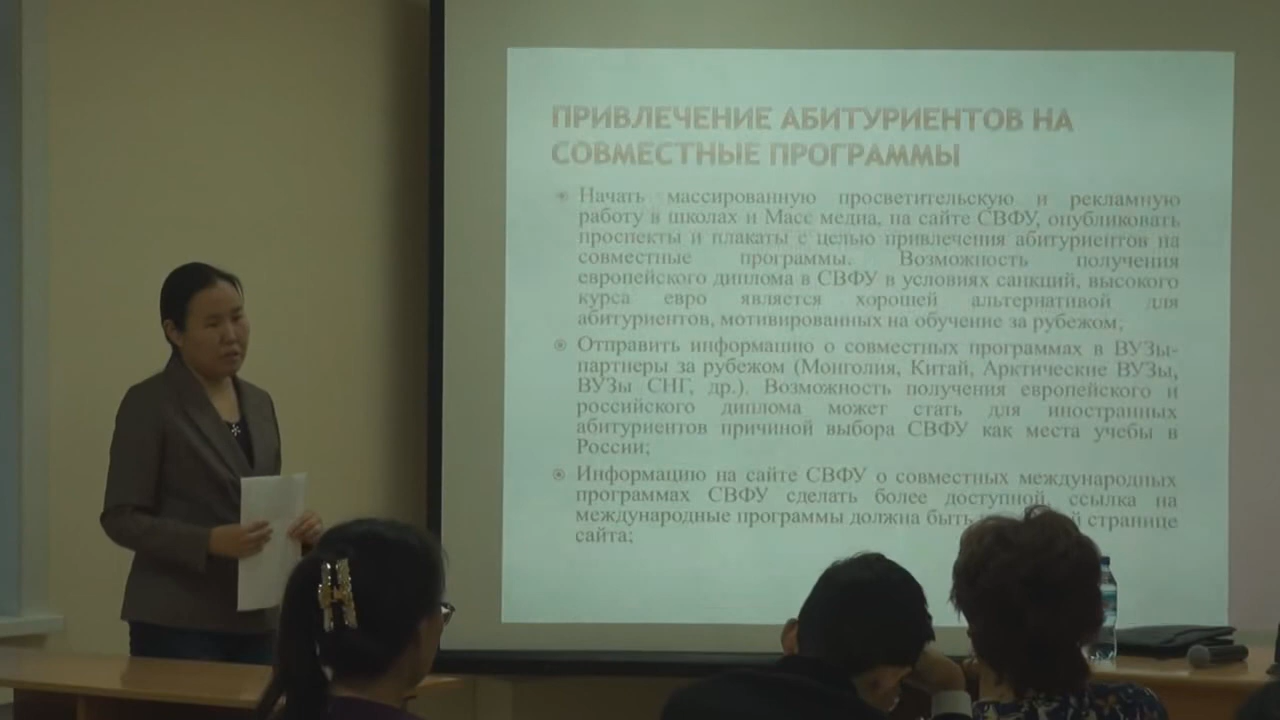 ПРИВЛЕЧЕНИЕ АБИТУРИЕНТОВ НА
СОВМЕСТНЫЕ ПРОГРАММЫ
Начать массированную просветительскую и рекламную
работу в школах и Масс медиа, на сайте СВФУ, опубликовать
проспекты и плакаты с целью привлечения абитуриентов на
совместные программы. Возможность получения
европейского диплома в СВФУ в условиях санкций, высокого
курса евро является хорошей альтернативой для
абитуриентов, мотивированных на обучение за рубежом;
Отправить информацию о совместных программах в ВУЗы-
партнеры за рубежом (Монголия, Китай, Арктические ВУЗы,
ВУЗы СНГ, др.). Возможность получения европейского и
российского диплома может стать для иностранных
абитуриентов причиной выбора СВФУ как места учебы в
России;
Информацию на сайте СВФУ о совместных международных
программах СВФУ сделать более доступной, ссылка на
международные программы должна быть странице
сайта;